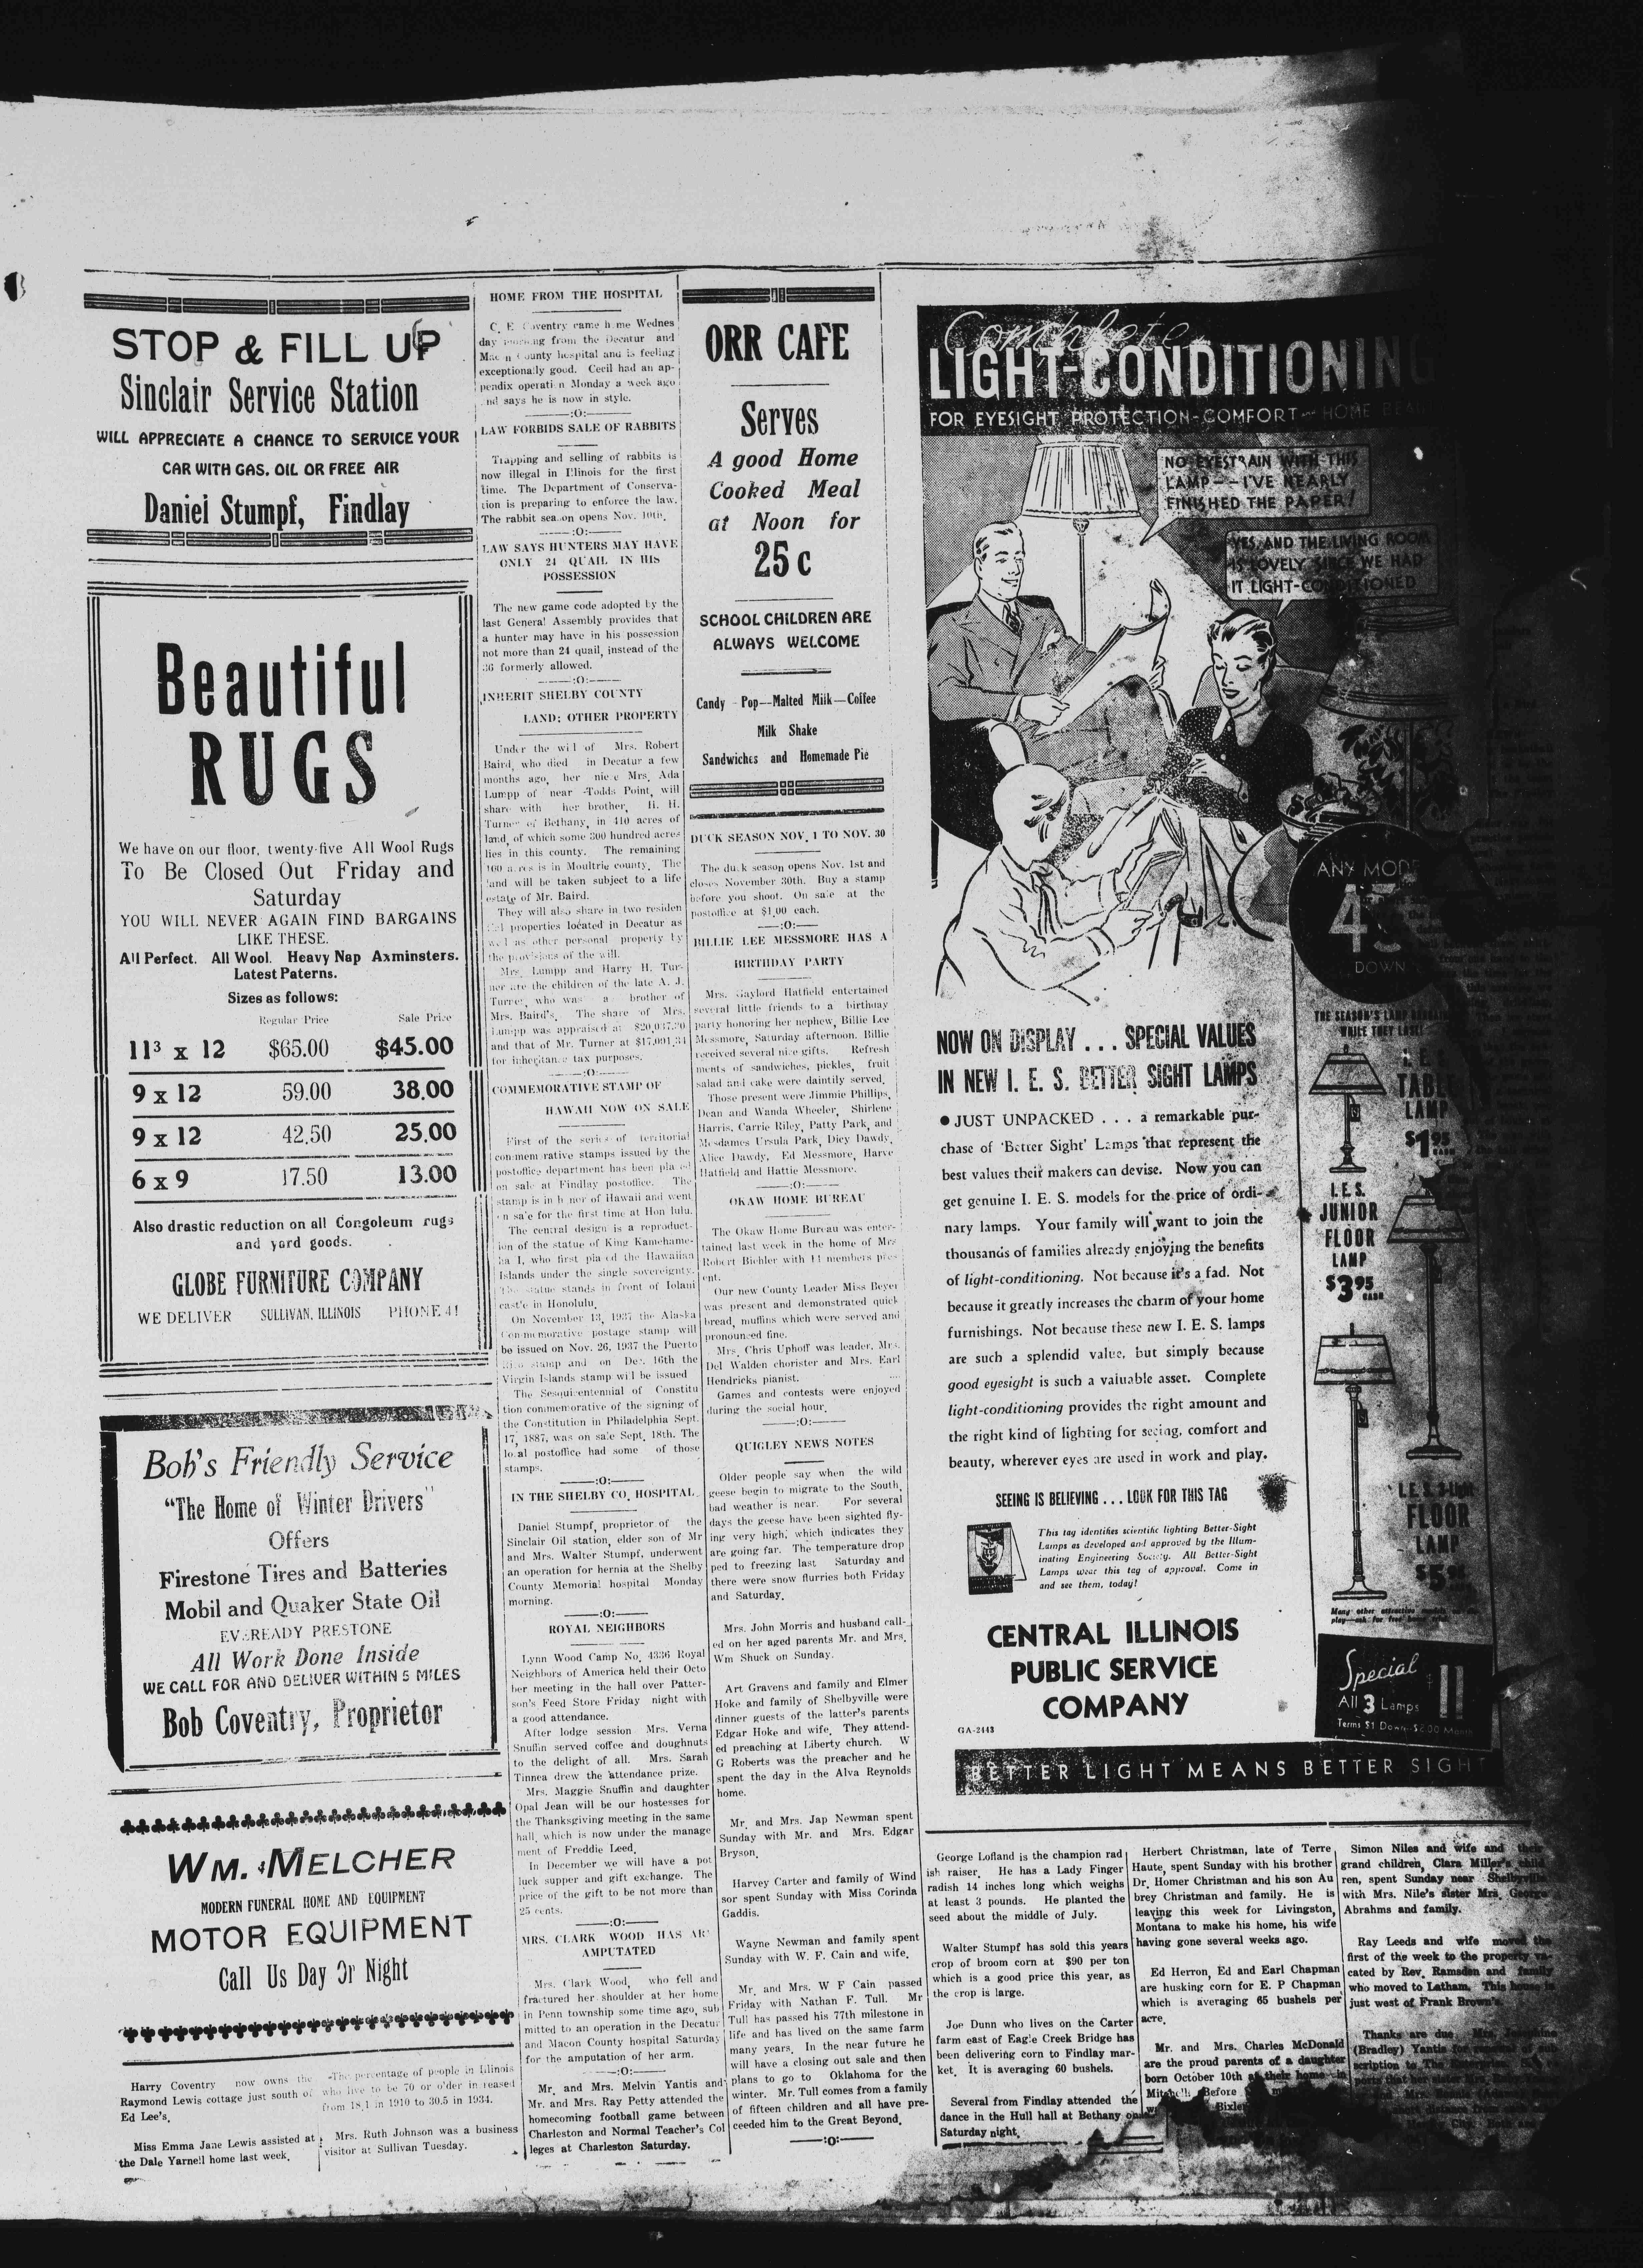 STOP & FILL UP
Sinclair Service Station
WILL APPRECIATE A CHANCE TO SERVICE YOUR
CAR WITH GAS, OIL OR FREE AIR
Daniel Stumpf, Findlay
Beautiful
RUGS
We have on our floor, twenty-five All Wool Rugs
To Be Closed Out Friday and
Saturday
YOU WILL NEVER AGAIN FIND BARGAINS
LIKE THESE.
All Perfect. All Wool. Heavy Nap Axminsters.
Latest Paterns.
Sizes as follows:
Regular Price Sale Price
11³ x 12 $65.00 $45.00
9 x 12 59.00 38.00
9 x 12 42.50 25.00
6 x 9 17.50 13.00
Also drastic reduction on all Congoleum rugs
and yard goods.
GLOBE FURNITURE COMPANY
WE DELIVER SULLIVAN, ILLINOIS PHONE 41
Bob's Friendly Service
"The Home of Winter Drivers"
Offers
Firestone Tires and Batteries
Mobil and Quaker State Oil
EVEREADY PRESTONE
All Work Done Inside
WE CALL FOR AND DELIVER WITHIN 5 MILES
Bob Coventry, Proprietor
WM. MELCHER
MODERN FUNERAL HOME AND EQUIPMENT
MOTOR EQUIPMENT
Call Us Day Or Night
Harry Coventry now owns the
Raymond Lewis cottage just south of
Ed Lee's.
Miss Emma Jane Lewis assisted at
the Dale Yarnell home last week.
The percentage of people in Illinois
who live to be 70 or older in reased
from 18.1 in 1910 to 30.5 in 1934.
Mrs. Ruth Johnson was a business
visitor at Sullivan Tuesday.
HOME FROM THE HOSPITAL
C. E. Coventry came home Wednes
day morning from the Decatur and
Macon County hospital and is feeling
exceptionally good. Cecil had an ap-
pendix operation Monday a week ago
and says he is now in style.
——:O:——
LAW FORBIDS SALE OF RABBITS
Trapping and selling of rabbits is
now illegal in Illinois for the first
time. The Department of Conserva-
tion is preparing to enforce the law.
The rabbit season opens Nov. 10th.
——:O:——
LAW SAYS HUNTERS MAY HAVE
ONLY 24 QUAIL IN HIS
POSSESSION
The new game code adopted by the
last General Assembly provides that
a hunter may have in his possession
not more than 24 quail, instead of the
36 formerly allowed.
——:O:——
INHERIT SHELBY COUNTY
LAND; OTHER PROPERTY
Under the will of Mrs. Robert
Baird, who died in Decatur a few
months ago, her niece Mrs. Ada
Lumpp of near Todds Point, will
share with her brother, H. H.
Turner of Bethany, in 410 acres of
land, of which some 300 hundred acres
lies in this county. The remaining
100 acres is in Moultrie county. The
land will be taken subject to a life
estate of Mr. Baird.
They will also share in two residen
tial properties located in Decatur as
well as other personal property by
the provisions of the will.
Mrs. Lumpp and Harry H. Tur-
ner are the children of the late A. J.
Turner, who was a brother of
Mrs. Baird's. The share of Mrs.
Lumpp was appraised at
and that of Mr. Turner at $17,091.34
for inheritance tax purposes.
——:O:——
COMMEMORATIVE STAMP OF
HAWAII NOW ON SALE
First of the series of territorial
commemorative stamps issued by the
postoffice department has been placed
on sale at Findlay postoffice. The
stamp is in honor of Hawaii and went
on sale for the first time at Honolulu.
The central design is a reproduct-
ion of the statue of King Kamehame-
ha I, who first placed the Hawaiian
Islands under the single sovereignty.
The statue stands in front of Iolani
castle in Honolulu.
On November 13, 1937 the Alaska
Commemorative postage stamp will
be issued on Nov. 26, 1937 the Puerto
Rico stamp and on Dec. 16th the
Virgin Islands stamp will be issued
The Sesquicentennial of Constitu
tion commemorative of the signing of
the Constitution in Philadelphia Sept.
17, 1887, was on sale Sept. 18th. The
local postoffice had some of those
stamps.
——:O:——
IN THE SHELBY CO. HOSPITAL
Daniel Stumpf, proprietor of the
Sinclair Oil station, elder son of Mr
and Mrs. Walter Stumpf, underwent
an operation for hernia at the Shelby
County Memorial hospital Monday
morning.
——:O:——
ROYAL NEIGHBORS
Lynn Wood Camp No. 4336 Royal
Neighbors of America held their Octo
ber meeting in the hall over Patter-
son's Feed Store Friday night with
a good attendance.
After lodge session Mrs. Verna
Snuffin served coffee and doughnuts
to the delight of all. Mrs. Sarah
Tinnea drew the attendance prize.
Mrs. Maggie Snuffin and daughter
Opal Jean will be our hostesses for
the Thanksgiving meeting in the same
hall, which is now under the manage
ment of Freddie Leed.
In December we will have a pot
luck supper and gift exchange. The
price of the gift to be not more than
25 cents.
——:O:——
MRS. CLARK WOOD HAS AR
AMPUTATED
Mrs. Clark Wood, who fell and
fractured her shoulder at her home
in Penn township some time ago, sub
mitted to an operation in the Decatur
and Macon County hospital Saturday
for the amputation of her arm.
——:O:——
Mr. and Mrs. Melvin Yantis and
Mr. and Mrs. Ray Petty attended the
homecoming football game between
Charleston and Normal Teacher's Col
leges at Charleston Saturday.
ORR CAFE
Serves
A good Home
Cooked Meal
at Noon for
25c
SCHOOL CHILDREN ARE
ALWAYS WELCOME
Candy - Pop—Malted Milk—Coffee
Milk Shake
Sandwiches and Homemade Pie
DUCK SEASON NOV. 1 TO NOV. 30
The duck season opens Nov. 1st and
closes November 30th. Buy a stamp
before you shoot. On sale at the
postoffice at $1.00 each.
——:O:——
BILLIE LEE MESSMORE HAS A
BIRTHDAY PARTY
Mrs. Gaylord Hatfield entertained
several little friends to a birthday
party honoring her nephew, Billie Lee
Messmore, Saturday afternoon. Billie
received several nice gifts. Refresh
ments of sandwiches, pickles, fruit
salad and cake were daintily served.
Those present were Jimmie Phillips,
Dean and Wanda Wheeler, Shirlene
Harris, Carrie Riley, Patty Park, and
Mesdames Ursula Park, Dicy Dawdy,
Alice Dawdy, Ed Messmore, Harve
Hatfield and Hattie Messmore.
——:O:——
OKAW HOME BUREAU
The Okaw Home Bureau was enter-
tained last week in the home of Mrs
Robert Biehler with 11 members pres
ent.
Our new County Leader Miss Beyer
was present and demonstrated quick
bread, muffins which were served and
pronounced fine.
Mrs. Chris Uphoff was leader. Mrs.
Del Walden chorister and Mrs. Earl
Hendricks pianist.
Games and contests were enjoyed
during the social hour.
——:O:——
QUIGLEY NEWS NOTES
Older people say when the wild
geese begin to migrate to the South,
bad weather is near. For several
days the geese have been sighted fly-
ing very high, which indicates they
are going far. The temperature drop
ped to freezing last Saturday and
there were snow flurries both Friday
and Saturday.
Mrs. John Morris and husband call-
ed on her aged parents Mr. and Mrs.
Wm Shuck on Sunday.
Art Gravens and family and Elmer
Hoke and family of Shelbyville were
dinner guests of the latter's parents
Edgar Hoke and wife. They attend-
ed preaching at Liberty church. W
G Roberts was the preacher and he
spent the day in the Alva Reynolds
home.
Mr. and Mrs. Jap Newman spent
Sunday with Mr. and Mrs. Edgar
Bryson.
Harvey Carter and family of Wind
sor spent Sunday with Miss Corinda
Gaddis.
Wayne Newman and family spent
Sunday with W. F. Cain and wife.
Mr. and Mrs. W F Cain passed
Friday with Nathan F. Tull. Mr
Tull has passed his 77th milestone in
life and has lived on the same farm
many years. In the near future he
will have a closing out sale and then
plans to go to Oklahoma for the
winter. Mr. Tull comes from a family
of fifteen children and all have pre-
ceeded him to the Great Beyond.
——:O:——
Complete
LIGHT-CONDITIONING
FOR EYESIGHT PROTECTION-COMFORT-HOME BEAU
NO EYESTRAIN WITH THIS
LAMP--I'VE NEARLY
FINISHED THE PAPER!
YES, AND THE LIVING ROOM
IS LOVELY SINCE WE HAD
IT LIGHT-CONDITIONED
ANY MODE
DOWN
NOW ON DISPLAY . . . SPECIAL VALUES
IN NEW I. E. S. BETTER SIGHT LAMPS
● JUST UNPACKED . . . a remarkable pur-
chase of 'Better Sight' Lamps that represent the
best values their makers can devise. Now you can
get genuine I. E. S. models for the price of ordi-
nary lamps. Your family will want to join the
thousands of families already enjoying the benefits
of light-conditioning. Not because it's a fad. Not
because it greatly increases the charm of your home
furnishings. Not because these new I. E. S. lamps
are such a splendid value, but simply because
good eyesight is such a valuable asset. Complete
light-conditioning provides the right amount and
the right kind of lighting for seeing, comfort and
beauty, wherever eyes are used in work and play.
SEEING IS BELIEVING . . . LOOK FOR THIS TAG
This tag identifies scientific lighting Better-Sight
Lamps as developed and approved by the Illum-
inating Engineering Society. All Better-Sight
Lamps wear this tag of approval. Come in
and see them, today!
CENTRAL ILLINOIS
PUBLIC SERVICE
COMPANY
GA-2443
THE SEASON'S LAMP BARGAINS
WHILE THEY LAST!
I. E. S.
TABLE
LAMP
$1.95
CASH
I.E.S.
JUNIOR
FLOOR
LAMP
$3.95
CASH
I.E.S. 3-Light
FLOOR
LAMP
Many other attractive
Special
All 3 Lamps $11
Terms $1 Down-$2.00 Month
BETTER LIGHT MEANS BETTER SIGHT
George Lofland is the champion rad
ish raiser. He has a Lady Finger
radish 14 inches long which weighs
at least 3 pounds. He planted the
seed about the middle of July.
Walter Stumpf has sold this years
crop of broom corn at $90 per ton
which is a good price this year, as
the crop is large.
Joe Dunn who lives on the Carter
farm east of Eagle Creek Bridge has
been delivering corn to Findlay mar-
ket. It is averaging 60 bushels.
Several from Findlay attended the
dance in the Hull hall at Bethany on
Saturday night.
Herbert Christman, late of Terre
Haute, spent Sunday with his brother
Dr. Homer Christman and his son Au
brey Christman and family. He is
leaving this week for Livingston,
Montana to make his home, his wife
having gone several weeks ago.
Ed Herron, Ed and Earl Chapman
are husking corn for E. P Chapman
which is averaging 65 bushels per
acre.
Mr. and Mrs. Charles McDonald
are the proud parents of a daughter
born October 10th at their home in
Mitchell. Before
Bixler
Simon Niles and wife and their
grand children, Clara Miller's child
ren, spent Sunday near Shelbyville
with Mrs. Nile's sister Mrs. George
Abrahms and family.
Ray Leeds and wife moved the
first of the week to the property va-
cated by Rev. Ramsden and family
who moved to Latham. This house is
just west of Frank Brown's.
Thanks are due Mrs.
(Bradley) Yantis for
scription to The Enterprise.